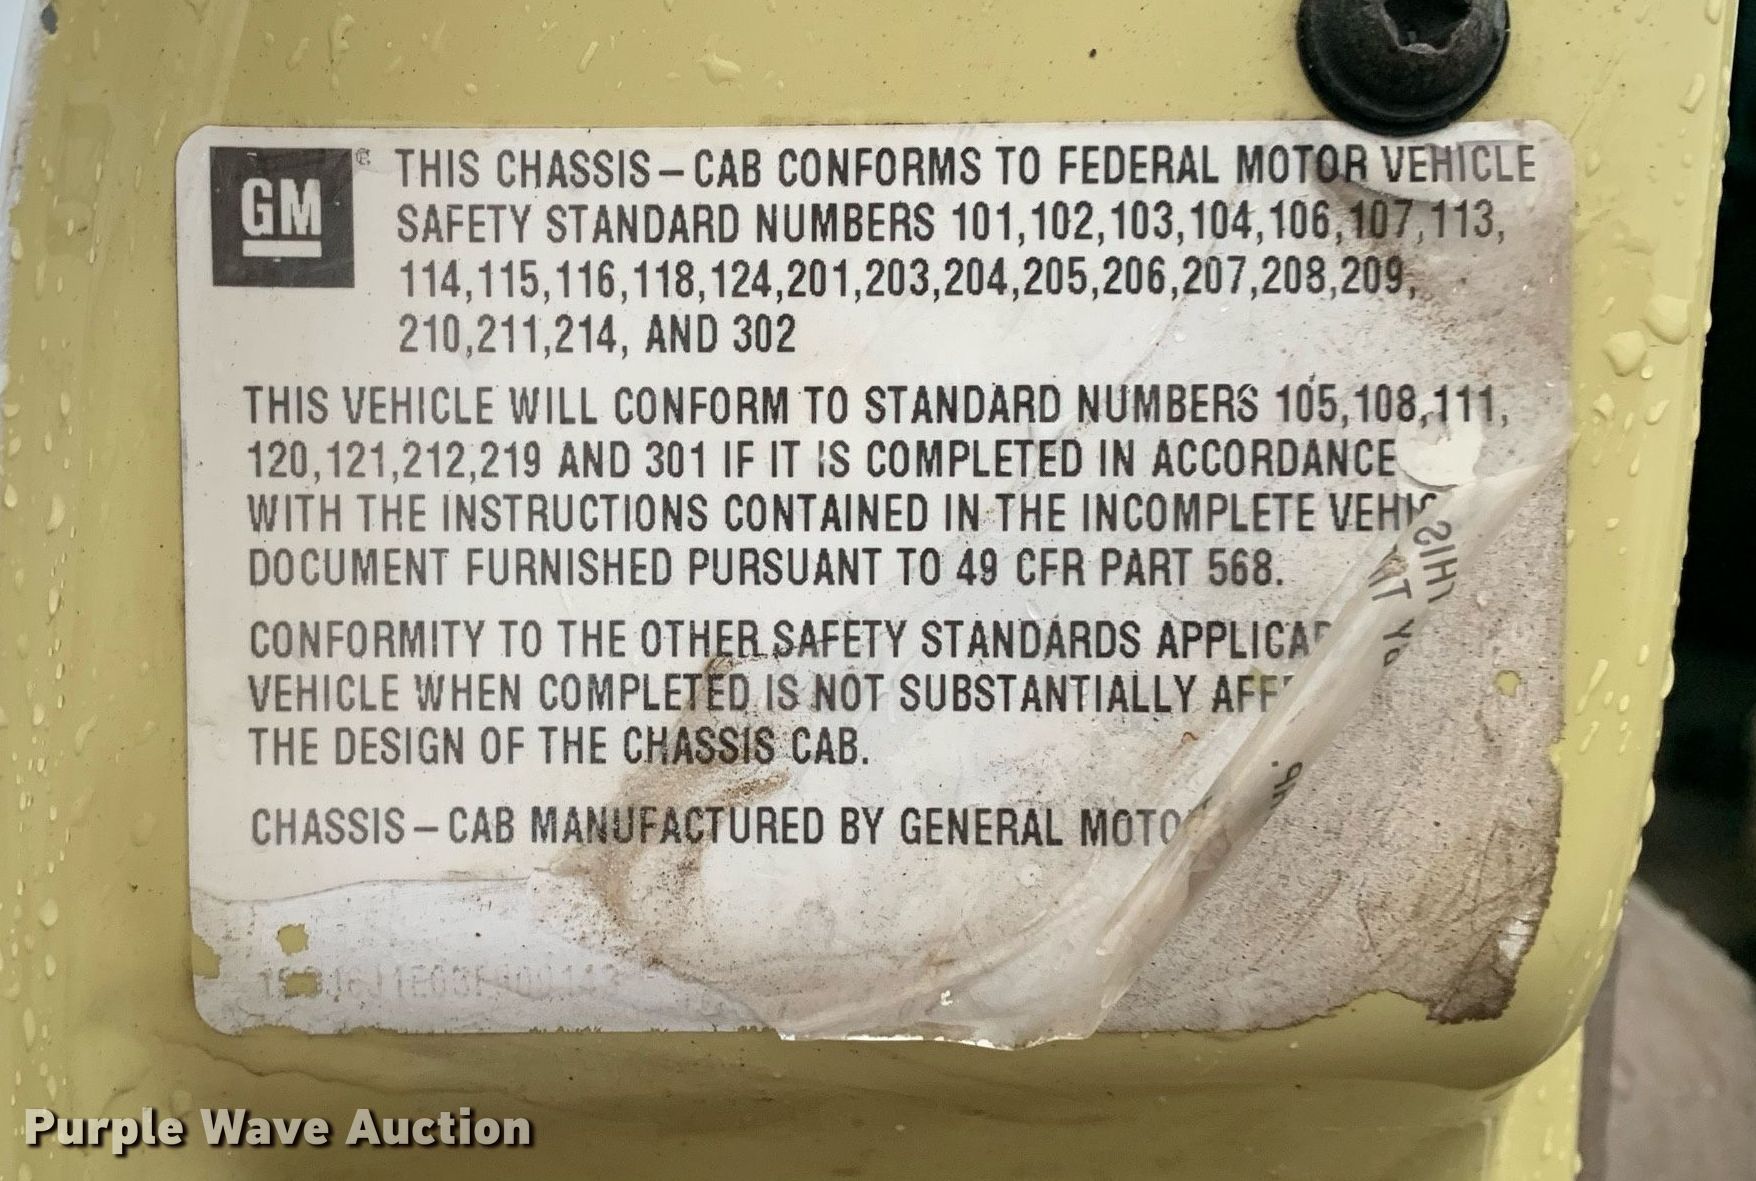 GM ® THIS CHASSIS-CAB CONFORMS TO FEDERAL MOTOR VEHICLE
SAFETY STANDARD NUMBERS 101,102,103,104,106,107,113,
114,115,116,118,124,201,203,204,205,206,207,208,209,
210,211,214, AND 302
THIS VEHICLE WILL CONFORM TO STANDARD NUMBERS 105,108,111,
120,121,212,219 AND 301 IF IT IS COMPLETED IN ACCORDANCE
WITH THE INSTRUCTIONS CONTAINED IN THE INCOMPLETE
DOCUMENT FURNISHED PURSUANT TO 49 CFR PART 568.
CONFORMITY TO THE OTHER SAFETY STANDARDS
VEHICLE WHEN COMPLETED IS NOT SUBSTANTIALLY
THE DESIGN OF THE CHASSIS CAB.
CHASSIS-CAB MANUFACTURED BY GENERAL
Purple Wave Auction